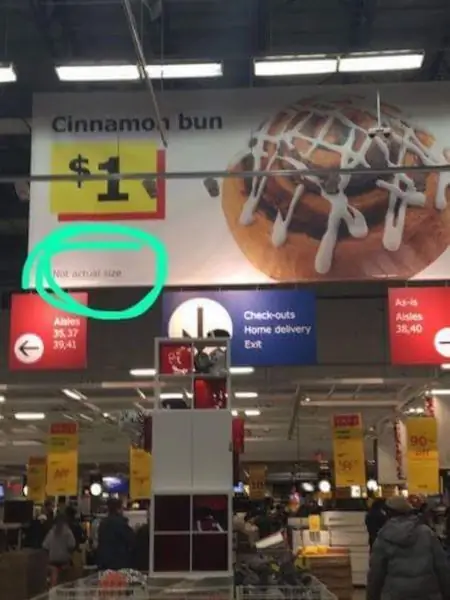 Cinnamon bun
$1
Not actual size
Aisles
35,37
39,41
Check-outs
Home delivery
Exit
As-is
Aisles
38,40
90%